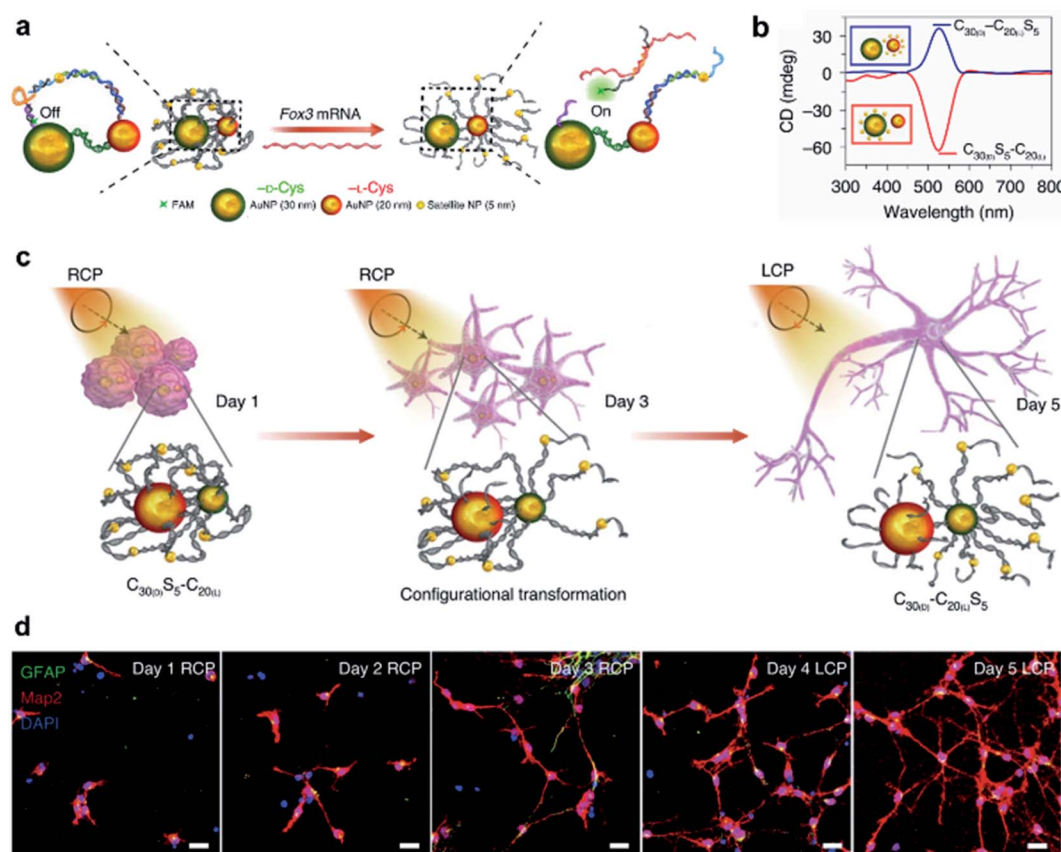 a
Off
Fox3 mRNA
On
–D-Cys –L-Cys
FAM AuNP (30 nm) AuNP (20 nm) Satellite NP (5 nm)
b
CD (mdeg)
30
0
−30
−60
C30(D)–C20(L)S5
C30(D)S5-C20(L)
300 400 500 600 700 800
Wavelength (nm)
c
RCP
Day 1
C30(D)S5-C20(L)
RCP
Day 3
Configurational transformation
LCP
Day 5
C30(D)-C20(L)S5
d
GFAP
Map2
DAPI
Day 1 RCP
Day 2 RCP
Day 3 RCP
Day 4 LCP
Day 5 LCP